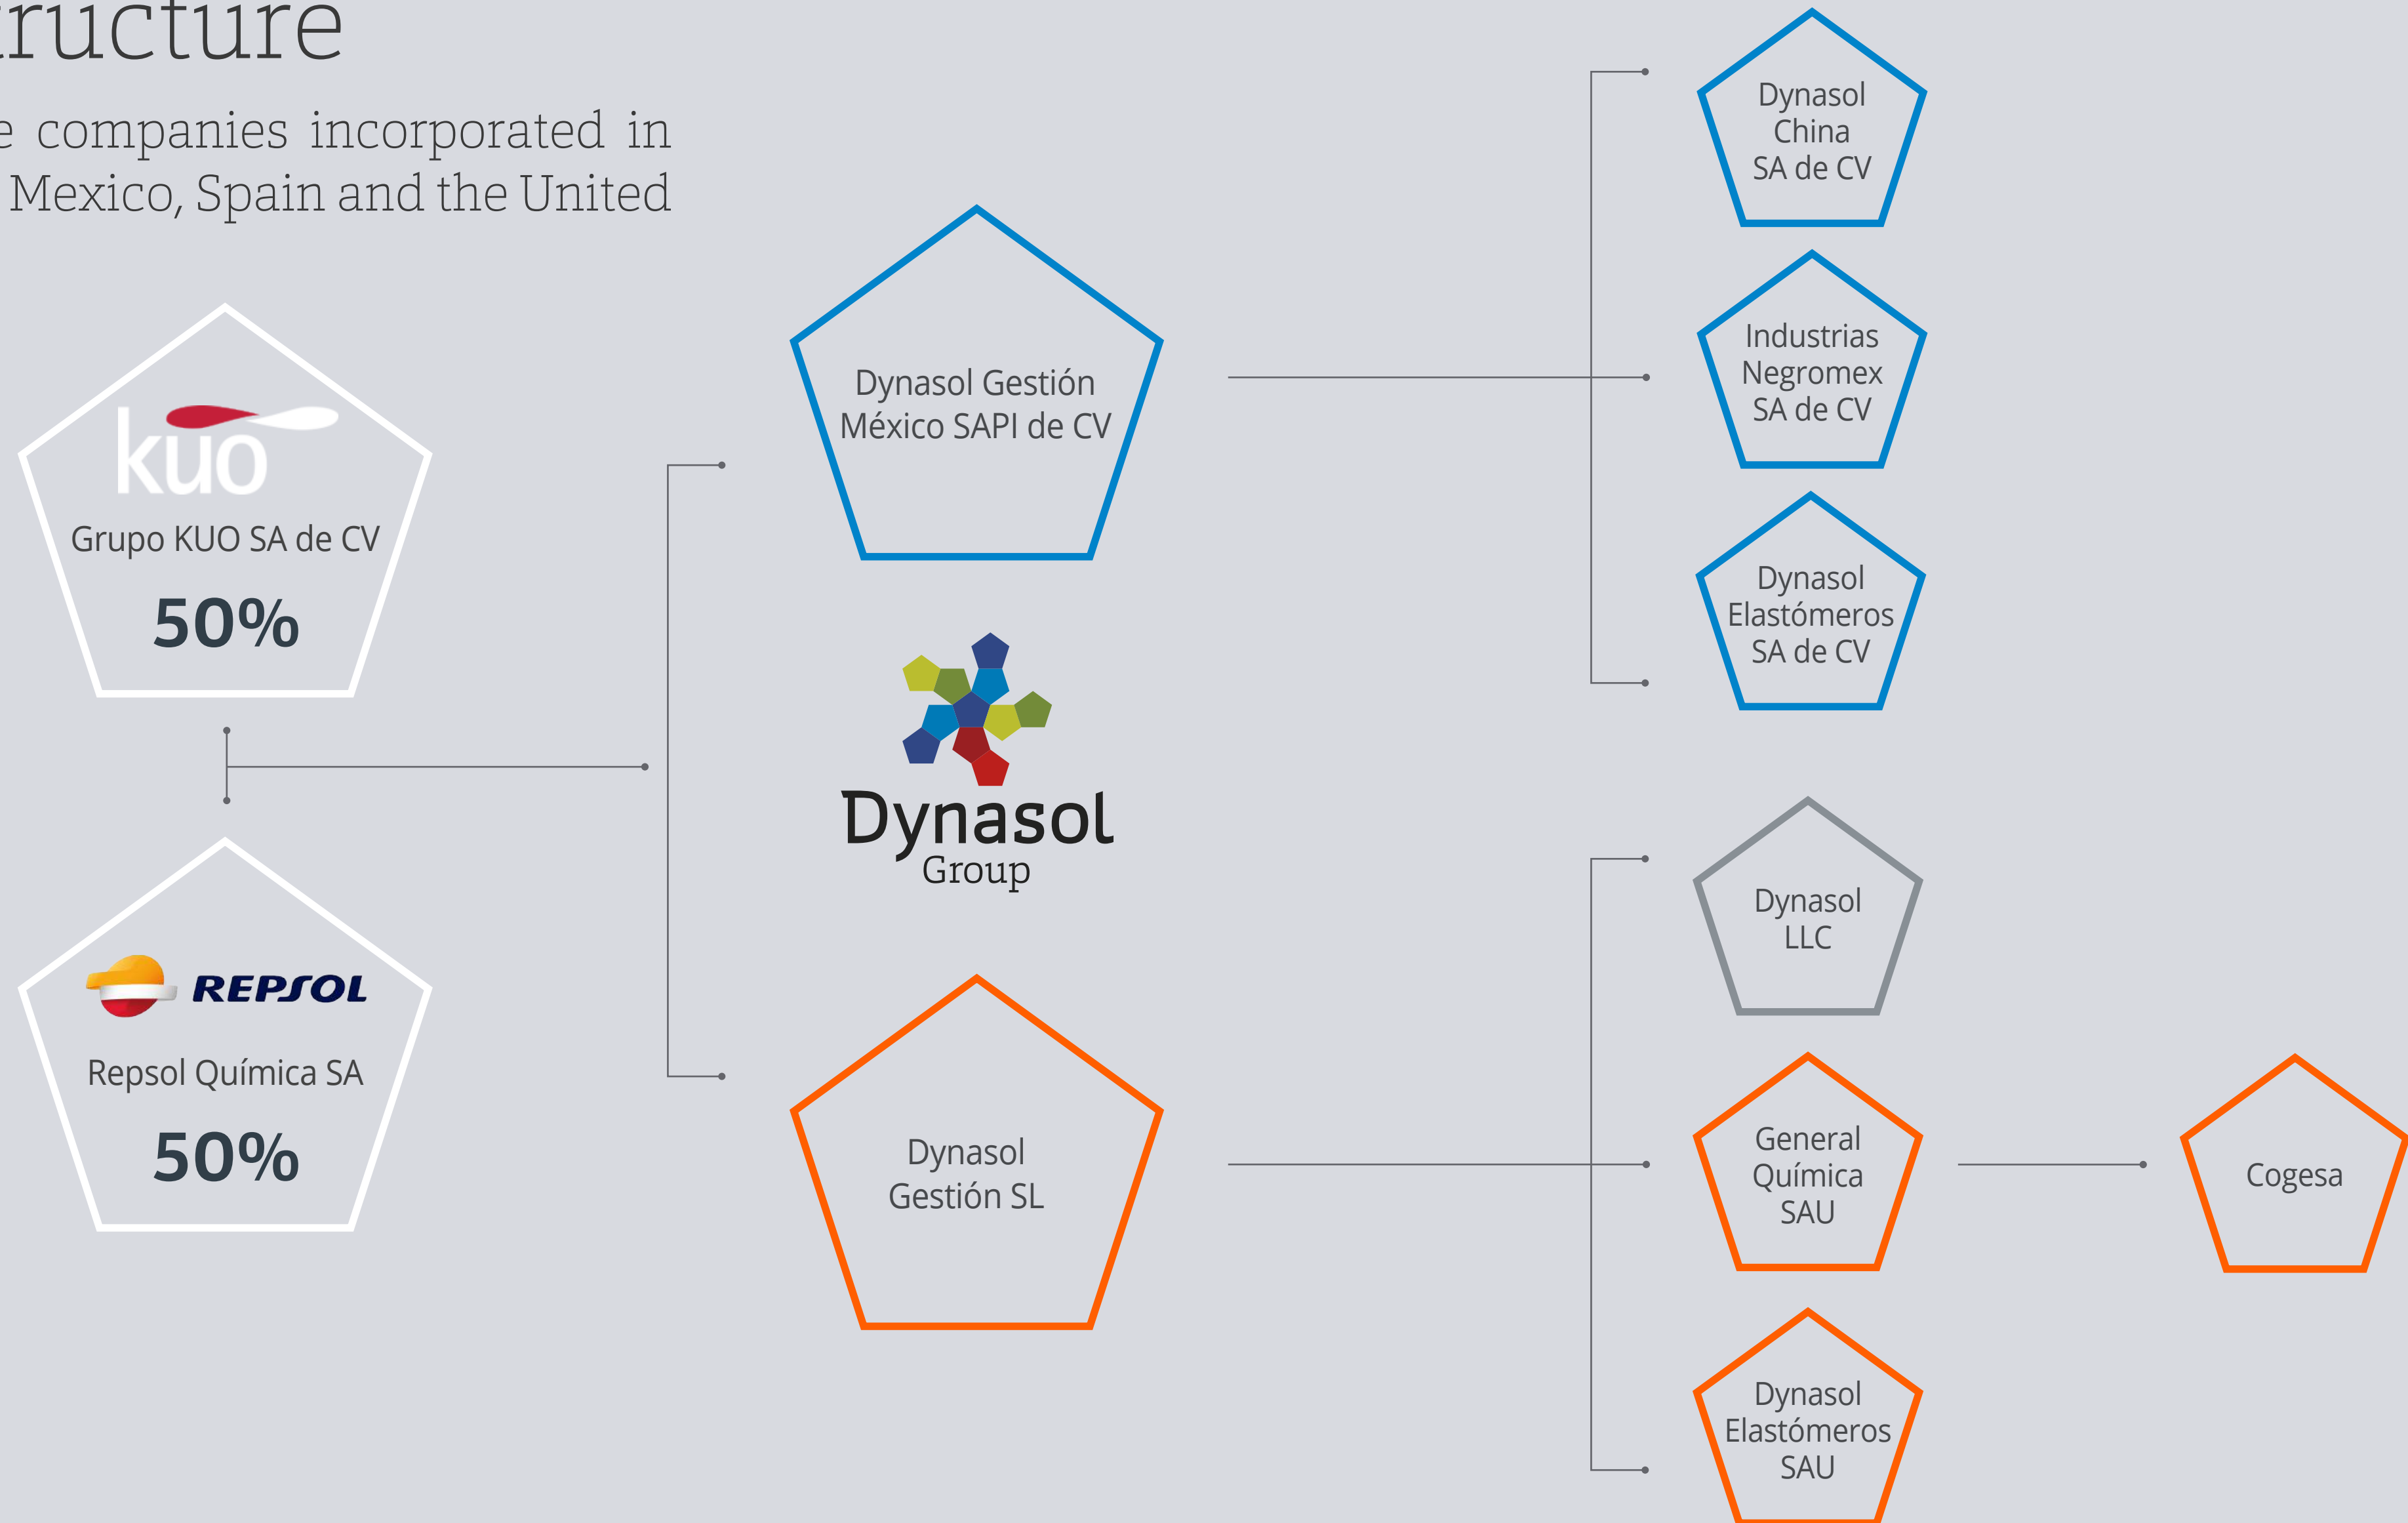 ructure
e companies incorporated in
Mexico, Spain and the United
kuo
Grupo KUO SA de CV
50%
REPSOL
Repsol Química SA
50%
Dynasol Gestión
México SAPI de CV
Dynasol
Group
Dynasol
Gestión SL
Dynasol
China
SA de CV
Industrias
Negromex
SA de CV
Dynasol
Elastómeros
SA de CV
Dynasol
LLC
General
Química
SAU
Dynasol
Elastómeros
SAU
Cogesa